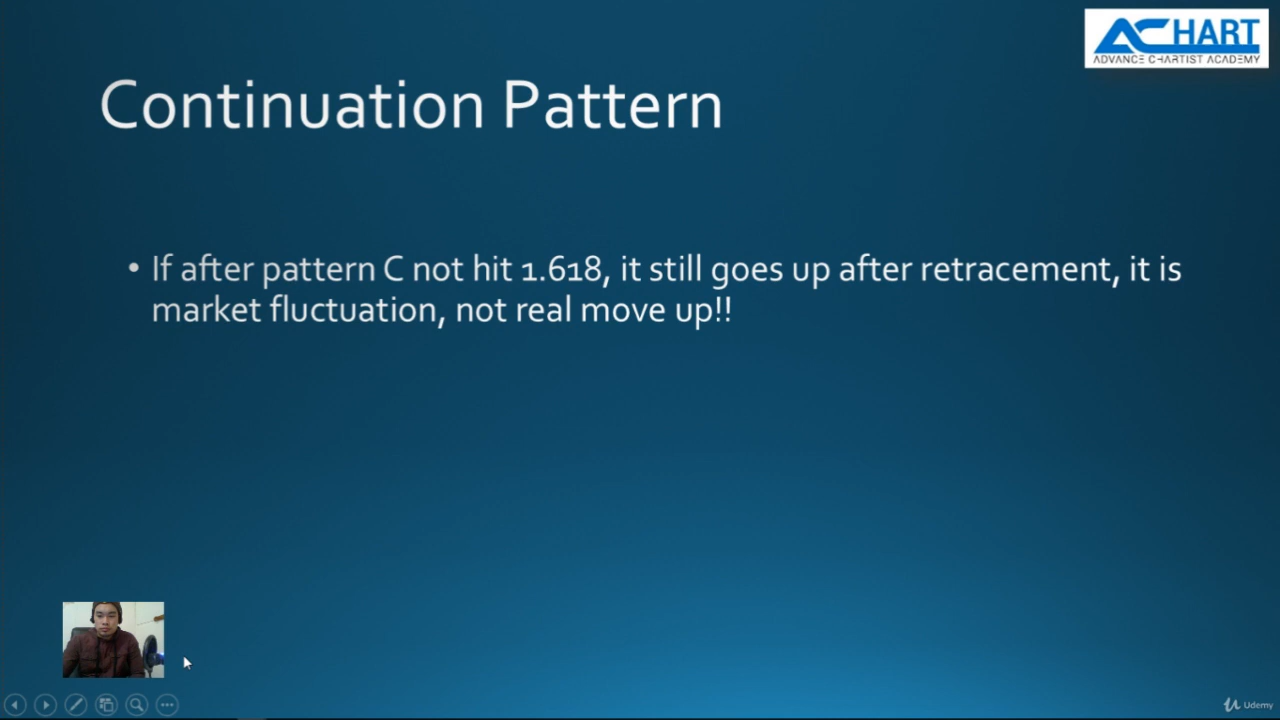 ACHART
ADVANCE CHARTIST ACADEMY
Continuation Pattern
• If after pattern C not hit 1.618, it still goes up after retracement, it is
market fluctuation, not real move up!!
Udemy